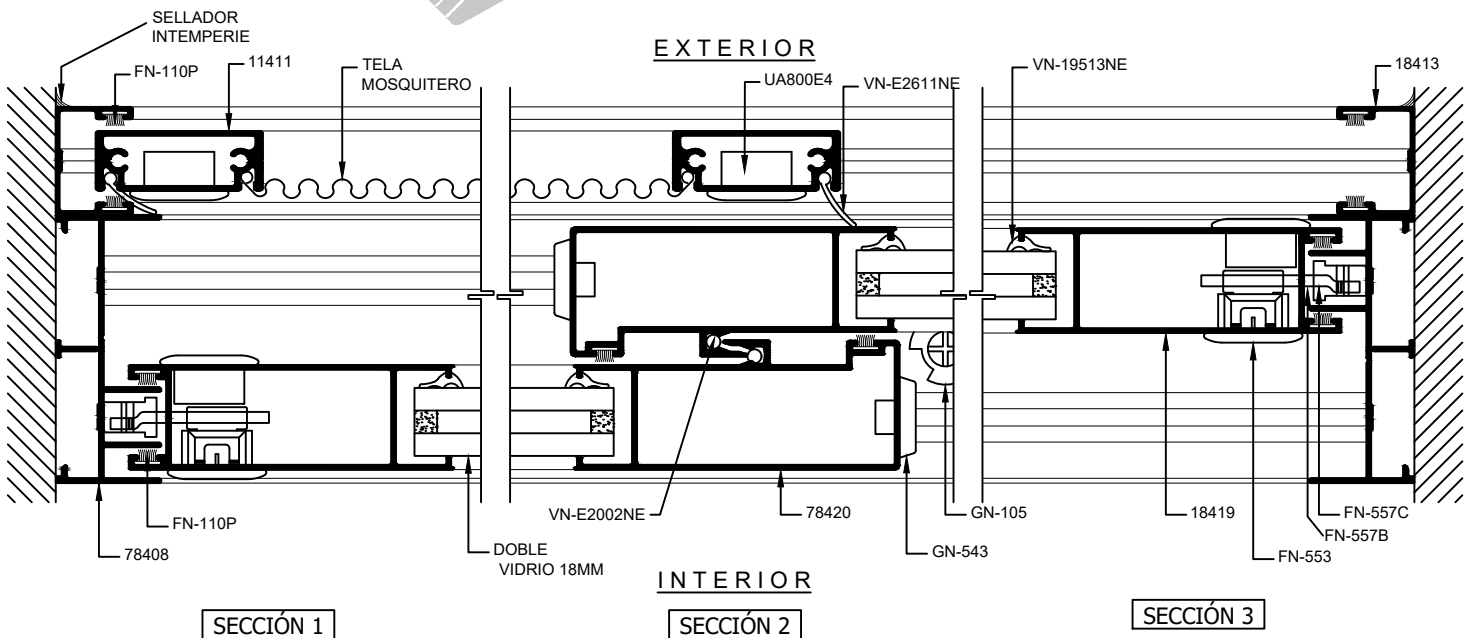 SELLADOR
INTEMPERIE
FN-110P
11411
TELA
MOSQUITERO
EXTERIOR
UA800E4
VN-E2611NE
VN-19513NE
18413
78408
FN-110P
DOBLE
VIDRIO 18MM
VN-E2002NE
78420
GN-543
GN-105
18419
FN-553
FN-557B
FN-557C
INTERIOR
SECCIÓN 1
SECCIÓN 2
SECCIÓN 3